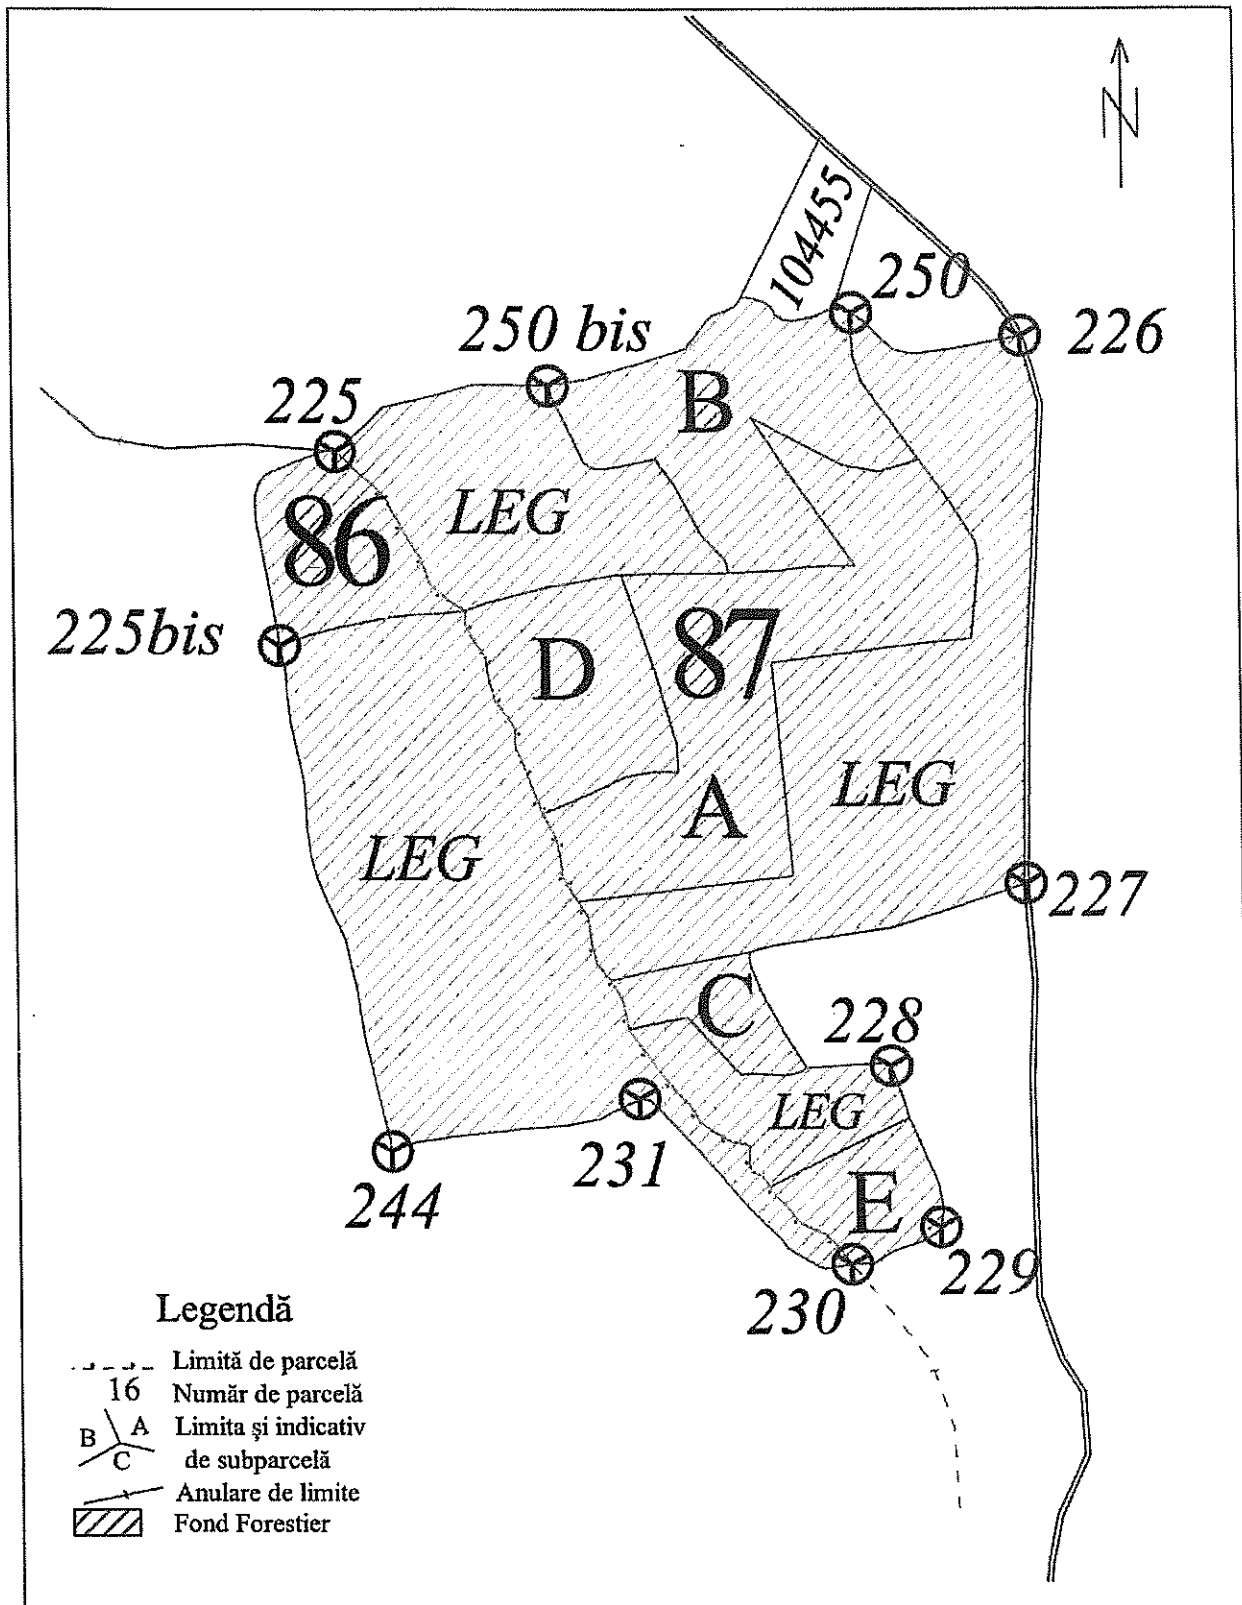 N
104455
250
250 bis
226
225
B
LEG
86
225bis
D
87
LEG
A
LEG
227
C
228
LEG
231
244
E
229
230
Legendă
Limită de parcelă
16 Număr de parcelă
B A C Limita și indicativ
de subparcelă
Anulare de limite
Fond Forestier